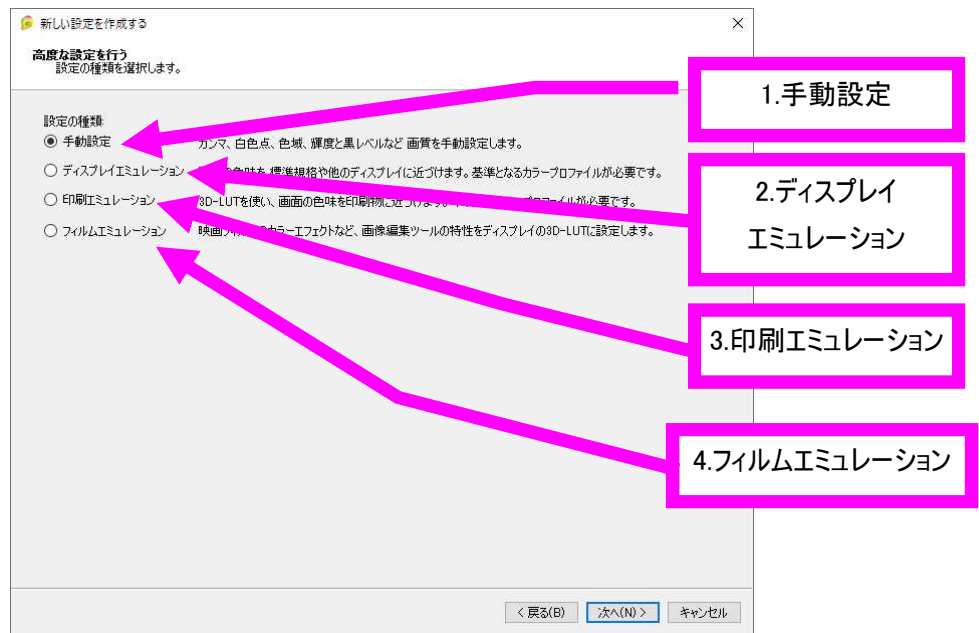 新しい設定を作成する
高度な設定を行う
設定の種類を選択します。
1.手動設定
設定の種類:
手動設定
ガンマ、白色点、色域、輝度と黒レベルなど 画質を手動設定します。
ディスプレイエミュレーション
の色味を 標準規格や他のディスプレイに近づけます。基準となるカラープロファイルが必要です。
2.ディスプレイ
エミュレーション
印刷エミュレーション
3D-LUTを使い、画面の色味を印刷物に近づけます。
プロファイルが必要です。
フィルムエミュレーション
映画
カラーエフェクトなど、画像編集ツールの特性をディスプレイの3D-LUTに設定します。
3.印刷エミュレーション
4.フィルムエミュレーション
< 戻る(B)
次へ(N) >
キャンセル